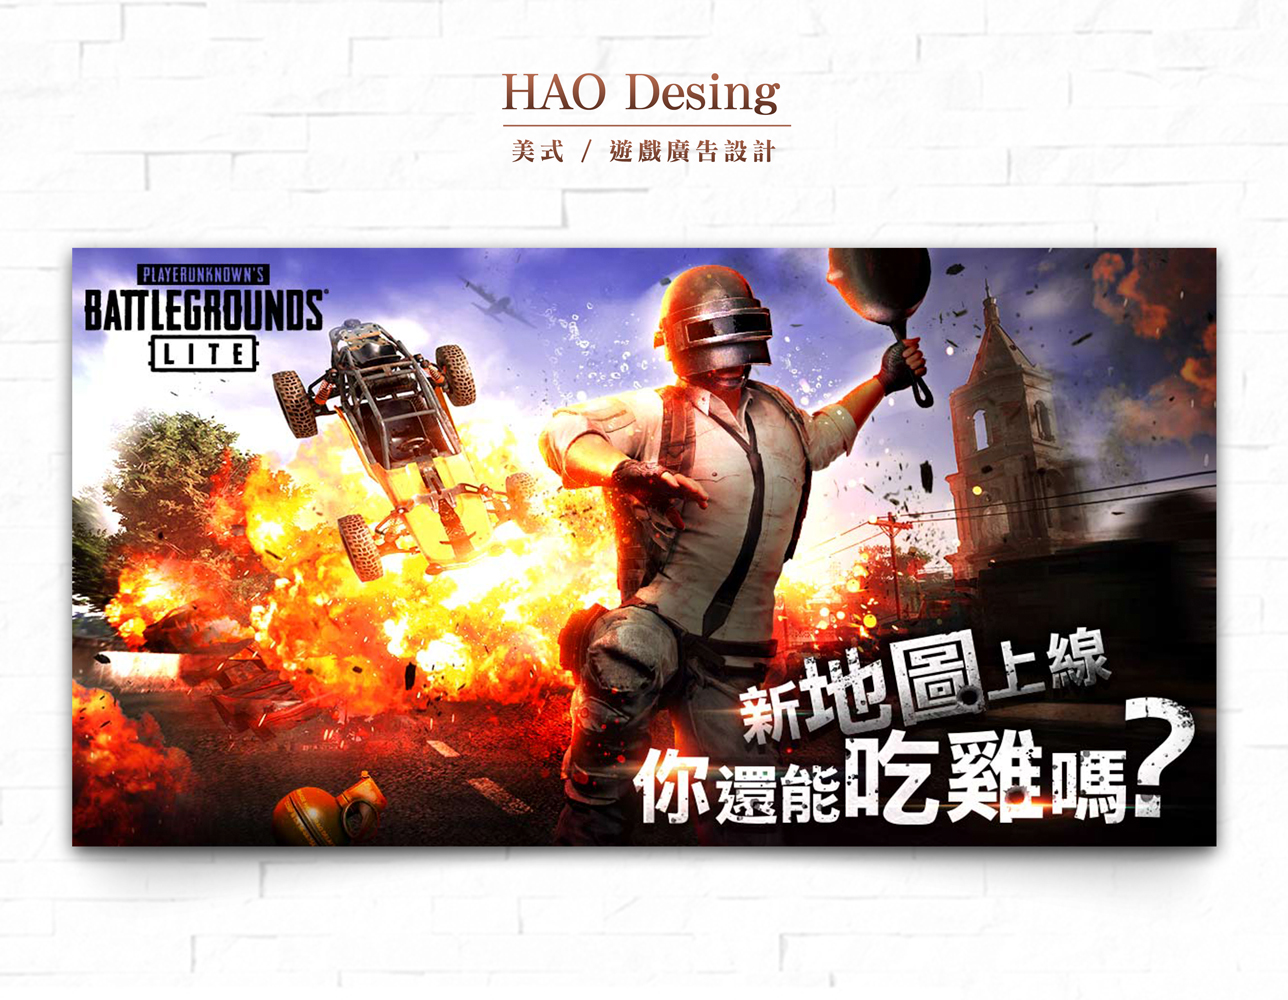 HAO Desing
美式 / 遊戲廣告設計
PLAYERUNKNOWN'S
BATTLEGROUNDS
LITE
新地圖上線
你還能吃雞嗎?